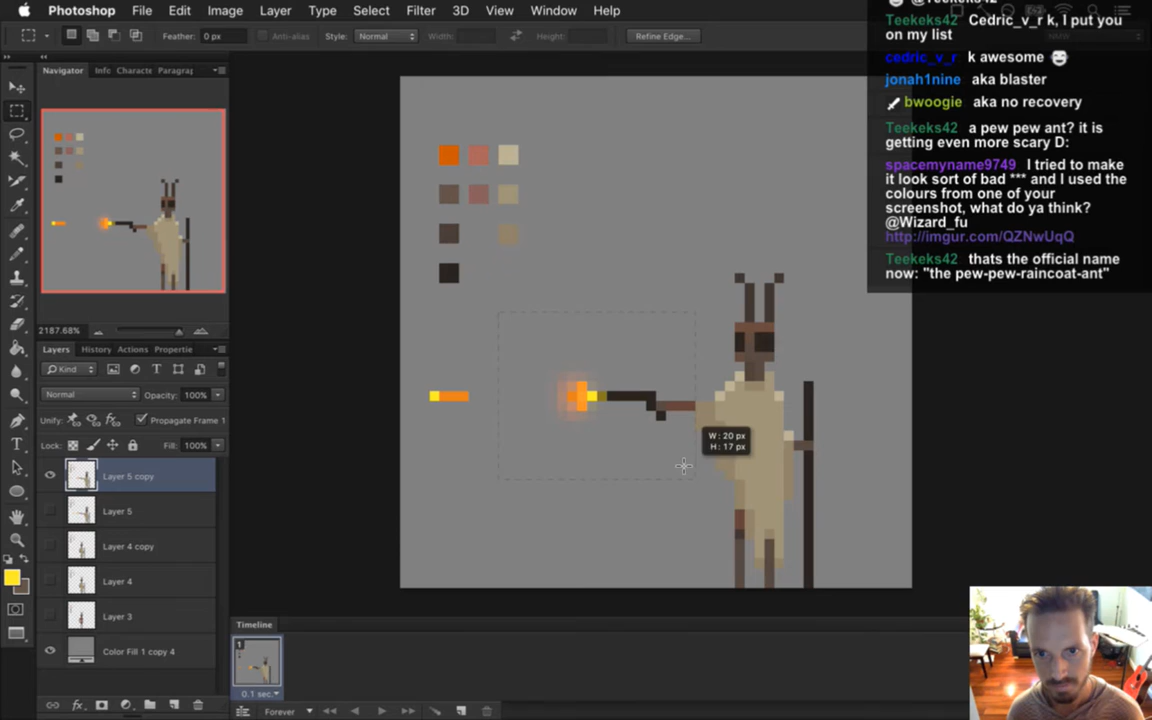 Photoshop File Edit Image Layer Type Select Filter 3D View Window Help
Feather: 0 px Anti-alias Style: Normal Width: Height: Refine Edge...
Navigator Info Characte Paragraj
2187.68%
Layers History Actions Propertie
Kind
Normal Opacity: 100%
Unify: Propagate Frame 1
Lock: Fill: 100%
Layer 5 copy
Layer 5
Layer 4 copy
Layer 4
Layer 3
Color Fill 1 copy 4
W: 20 px
H: 17 px
Timeline
1
0.1 sec.
Forever
@Teekeks42
Teekeks42 Cedric_v_r k, I put you
on my list
cedric_v_r k awesome
jonah1nine aka blaster
bwoogie aka no recovery
Teekeks42 a pew pew ant? it is
getting even more scary D:
spacemyname9749 I tried to make
it look sort of bad *** and I used the
colours from one of your
screenshot, what do ya think?
@Wizard_fu
http://imgur.com/QZNwUqQ
Teekeks42 thats the official name
now: "the pew-pew-raincoat-ant"